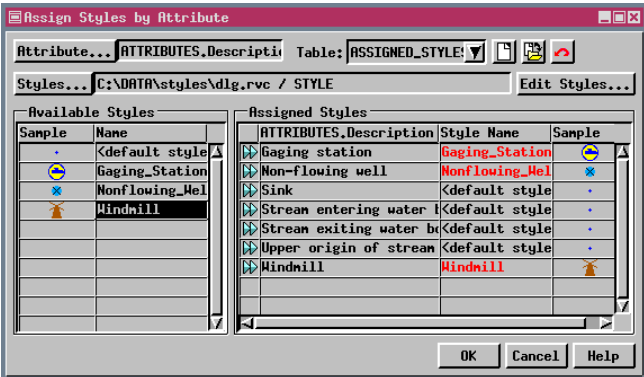 Assign Styles by Attribute
Attribute... ATTRIBUTES.Descripti Table: ASSIGNED_STYLE
Styles... C:\DATA\styles\dlg.rvc / STYLE Edit Styles...
Available Styles Assigned Styles
Sample Name ATTRIBUTES.Description Style Name Sample
<default style Gaging station Gaging_Station
Gaging_Station Non-flowing well Nonflowing_Wel
Nonflowing_Wel Sink <default style
Windmill Stream entering water b <default style
Stream exiting water bo <default style
Upper origin of stream <default style
Windmill Windmill
OK Cancel Help